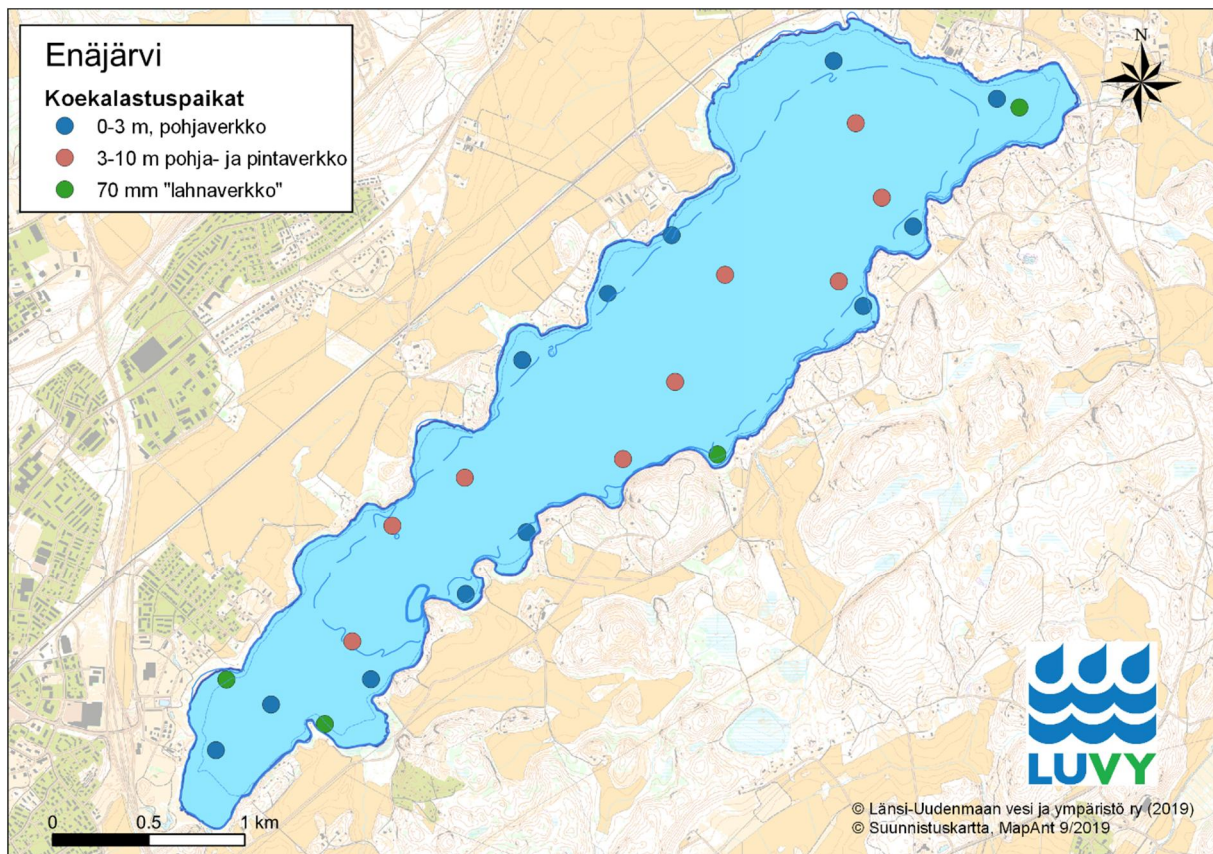 Enäjärvi
Koekalastuspaikat
0-3 m, pohjaverkko
3-10 m pohja- ja pintaverkko
70 mm "lahnaverkko"
N
LUVY
0 0.5 1 km
© Länsi-Uudenmaan vesi ja ympäristö ry (2019)
© Suunnistuskartta, MapAnt 9/2019